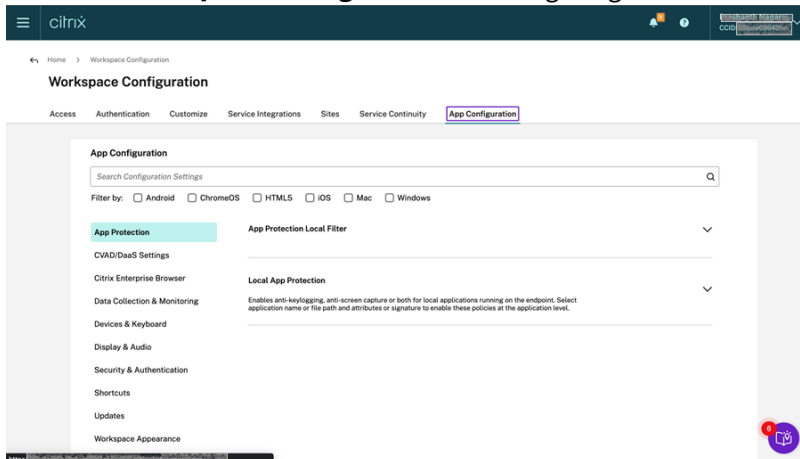 citrix
9
?
CCID:
Home > Workspace Configuration
Workspace Configuration
Access Authentication Customize Service Integrations Sites Service Continuity App Configuration
App Configuration
Search Configuration Settings
Filter by: Android ChromeOS HTML5 iOS Mac Windows
App Protection
App Protection Local Filter
CVAD/DaaS Settings
Citrix Enterprise Browser
Local App Protection
Data Collection & Monitoring
Enables anti-keylogging, anti-screen capture or both for local applications running on the endpoint. Select
application name or file path and attributes or signature to enable these policies at the application level.
Devices & Keyboard
Display & Audio
Security & Authentication
Shortcuts
Updates
Workspace Appearance
6